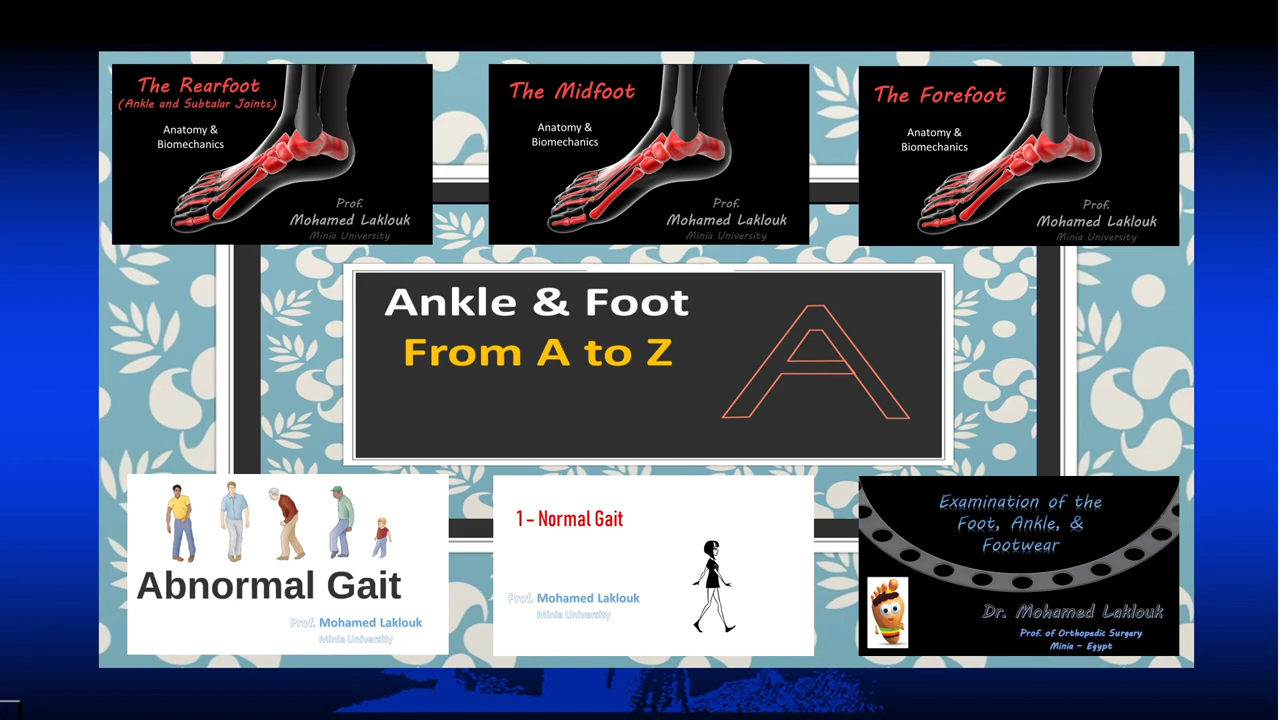 The Rearfoot
(Ankle and Subtalar Joints)
Anatomy &
Biomechanics
Prof.
Mohamed Laklouk
Minia University
The Midfoot
Anatomy &
Biomechanics
Prof.
Mohamed Laklouk
Minia University
The Forefoot
Anatomy &
Biomechanics
Prof.
Mohamed Laklouk
Minia University
Ankle & Foot
From A to Z
A
Abnormal Gait
Prof. Mohamed Laklouk
Minia University
1 - Normal Gait
Prof. Mohamed Laklouk
Minia University
Examination of the
Foot, Ankle, &
Footwear
Dr. Mohamed Laklouk
Prof. of Orthopedic Surgery
Minia - Egypt